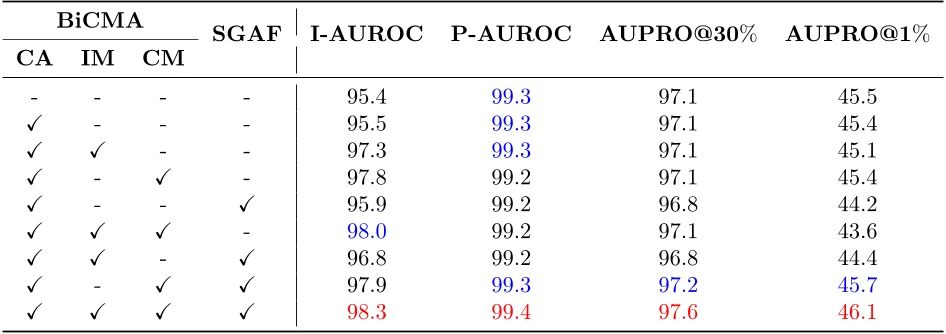 BiCMA SGAF I-AUROC P-AUROC AUPRO@30% AUPRO@1%
CA IM CM
- - - - 95.4 99.3 97.1 45.5
✓ - - - 95.5 99.3 97.1 45.4
✓ ✓ - - 97.3 99.3 97.1 45.1
✓ - ✓ - 97.8 99.2 97.1 45.4
✓ - - ✓ 95.9 99.2 96.8 44.2
✓ ✓ ✓ - 98.0 99.2 97.1 43.6
✓ ✓ - ✓ 96.8 99.2 96.8 44.4
✓ - ✓ ✓ 97.9 99.3 97.2 45.7
✓ ✓ ✓ ✓ 98.3 99.4 97.6 46.1